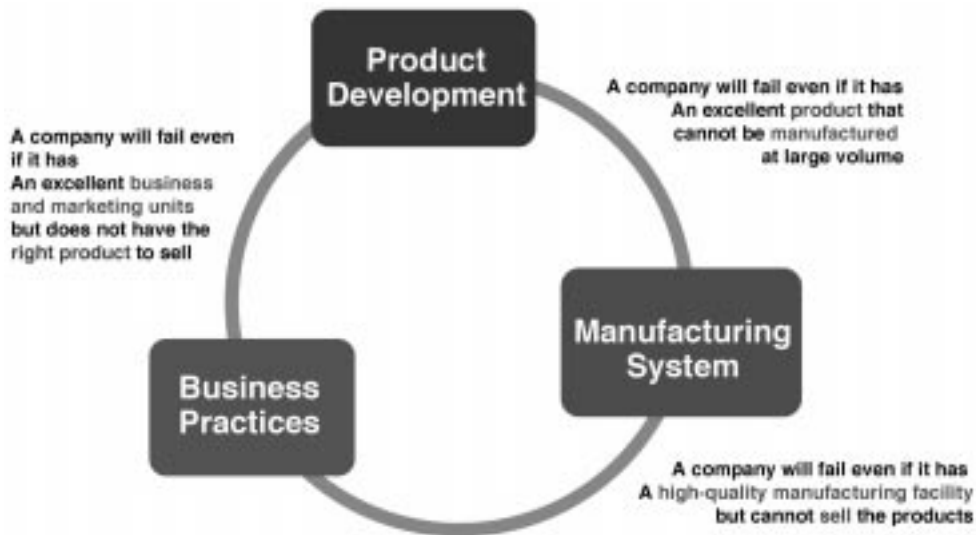 Product
Development
A company will fail even if it has
An excellent product that
cannot be manufactured
at large volume
A company will fail even
if it has
An excellent business
and marketing units
but does not have the
right product to sell
Manufacturing
System
Business
Practices
A company will fail even if it has
A high-quality manufacturing facility
but cannot sell the products